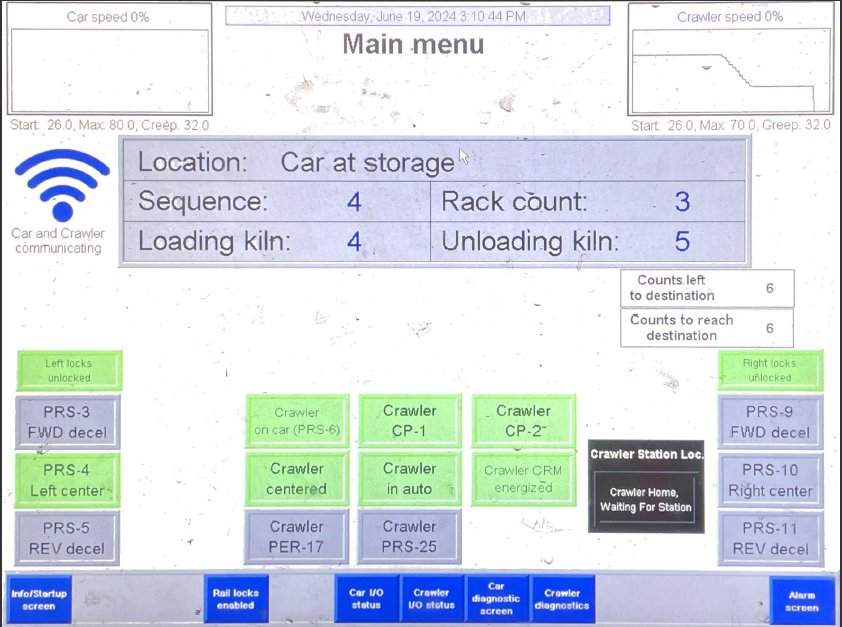 Car speed 0%
Wednesday, June 19, 2024 3:10:44 PM
Crawler speed 0%
Main menu
Start: 26.0, Max: 80.0, Creep: 32.0
Start: 26.0, Max: 70.0, Creep: 32.0
Location: Car at storage
Sequence: 4 Rack count: 3
Loading kiln: 4 Unloading kiln: 5
Car and Crawler
communicating
Counts left
to destination 6
Counts to reach
destination 6
Left locks
unlocked
PRS-3
FWD decel
PRS-4
Left center
PRS-5
REV decel
Crawler
on car (PRS-6)
Crawler
CP-1
Crawler
CP-2
Crawler
centered
Crawler
in auto
Crawler CRM
energized
Crawler
PER-17
Crawler
PRS-25
Crawler Station Loc.
Crawler Home,
Waiting For Station
Right locks
unlocked
PRS-9
FWD decel
PRS-10
Right center
PRS-11
REV decel
Info/Startup
screen
Rail locks
enabled
Car I/O
status
Crawler
I/O status
Car
diagnostic
screen
Crawler
diagnostics
Alarm
screen